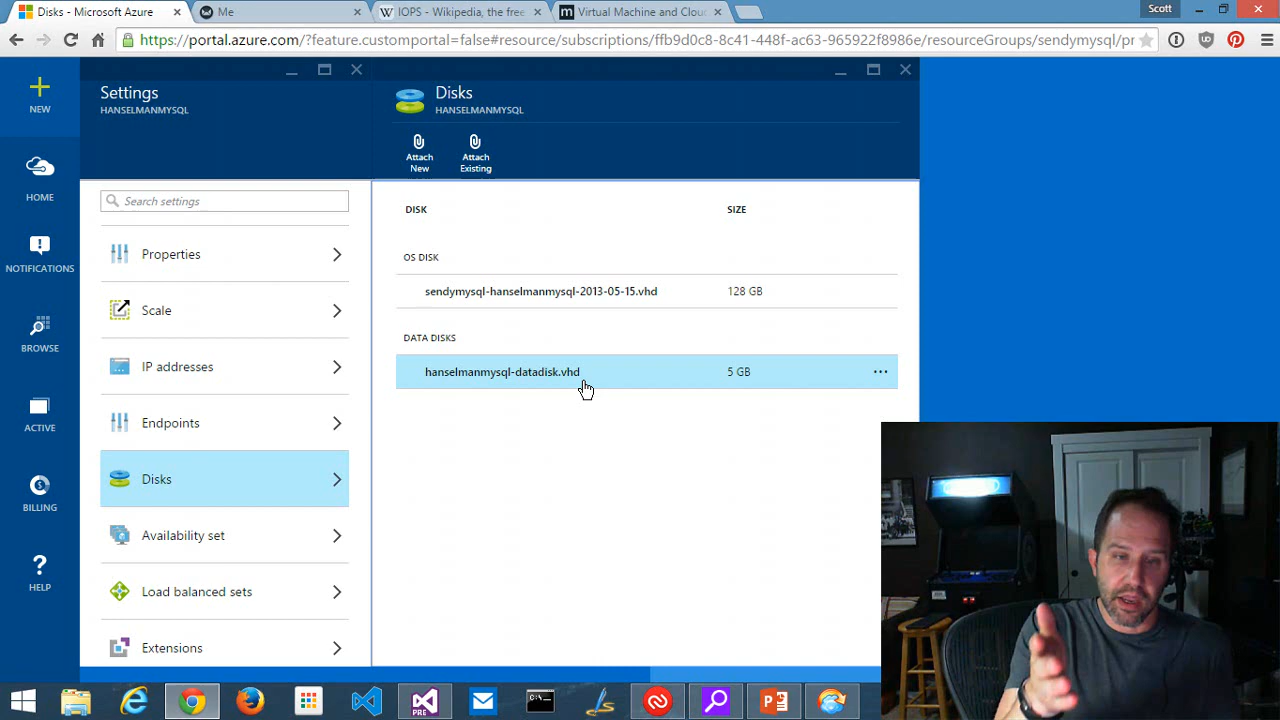 Disks - Microsoft Azure
Me
IOPS - Wikipedia, the free
Virtual Machine and Clou
Scott
https://portal.azure.com/?feature.customportal=false#resource/subscriptions/ffb9d0c8-8c41-448f-ac63-965922f8986e/resourceGroups/sendymysql/pr
NEW
HOME
NOTIFICATIONS
BROWSE
ACTIVE
BILLING
HELP
Settings
HANSELMANMYSQL
Search settings
Properties
Scale
IP addresses
Endpoints
Disks
Availability set
Load balanced sets
Extensions
Disks
HANSELMANMYSQL
Attach
New
Attach
Existing
DISK SIZE
OS DISK
sendymysql-hanselmanmysql-2013-05-15.vhd 128 GB
DATA DISKS
hanselmanmysql-datadisk.vhd 5 GB